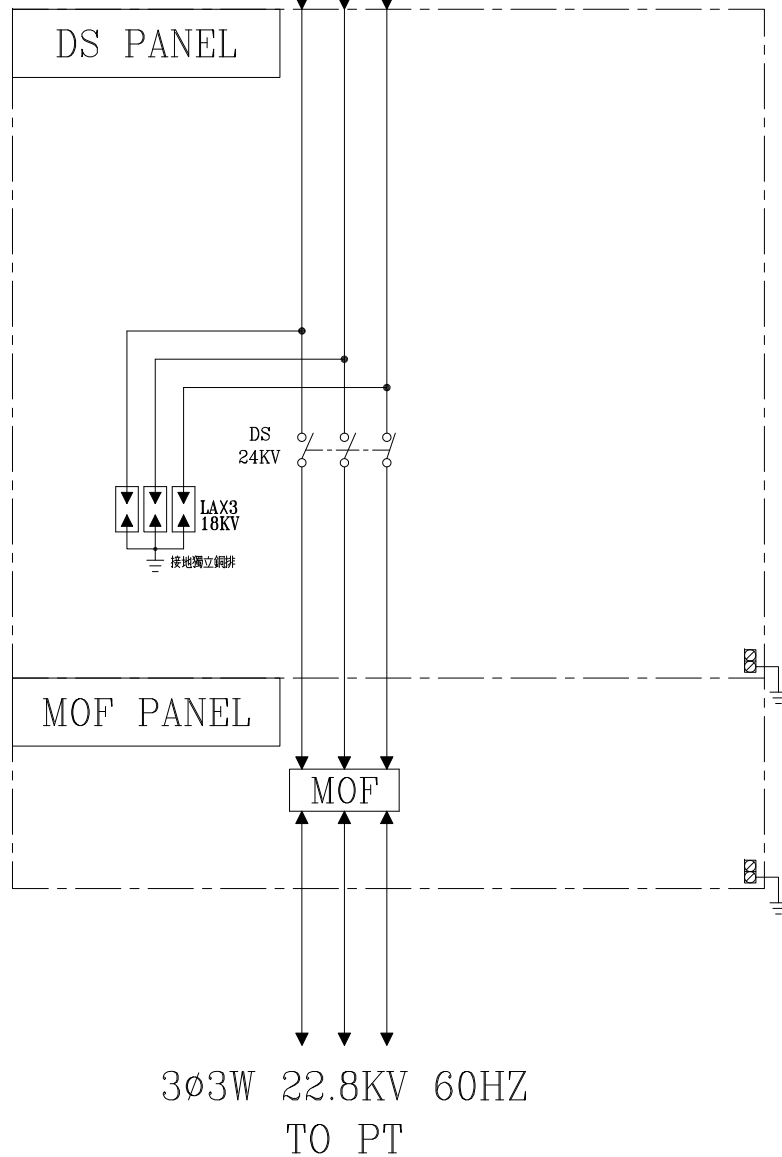 DS PANEL
DS
24KV
LAX3
18KV
接地獨立銅排
MOF PANEL
MOF
3ø3W 22.8KV 60HZ
TO PT